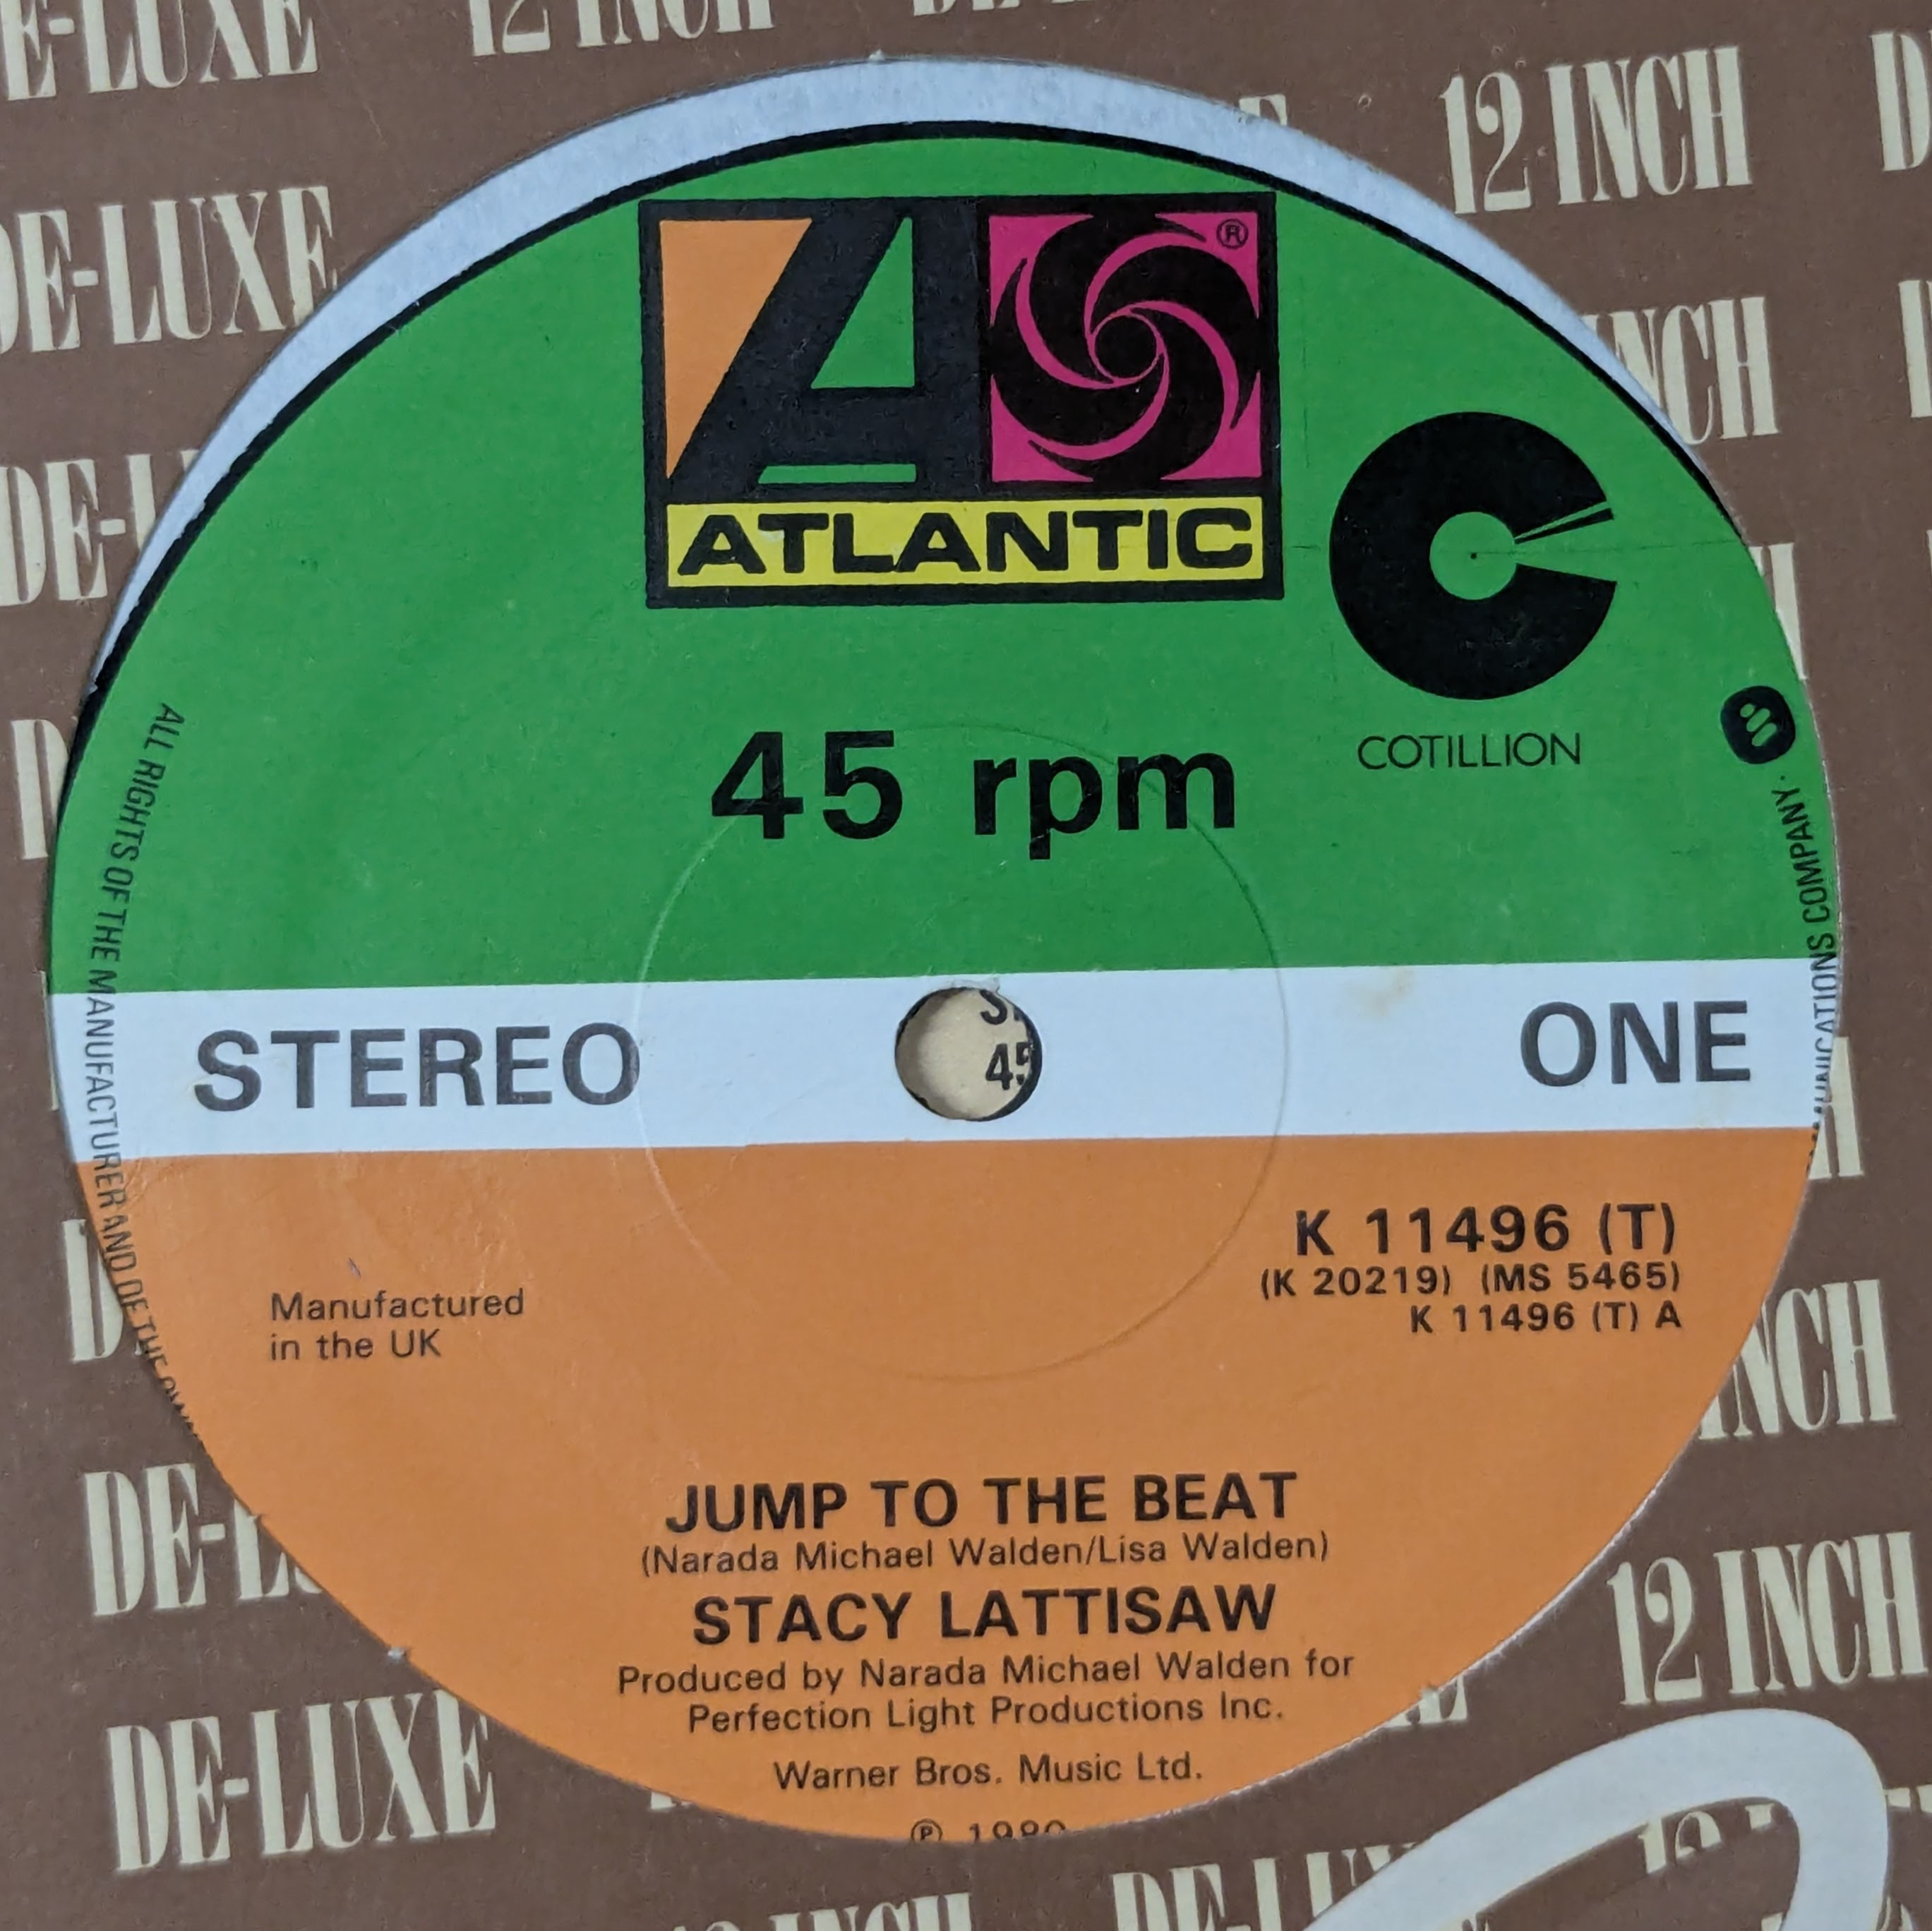 DE-LUXE 12 INCH
12 INCH
DE-LUXE
ATLANTIC
®
COTILLION
45 rpm
ALL RIGHTS OF THE MANUFACTURER AND OF THE
COMPANY.
STEREO
ONE
45
K 11496 (T)
(K 20219) (MS 5465)
K 11496 (T) A
Manufactured
in the UK
JUMP TO THE BEAT
(Narada Michael Walden/Lisa Walden)
STACY LATTISAW
Produced by Narada Michael Walden for
Perfection Light Productions Inc.
Warner Bros. Music Ltd.
℗ 1980
12 INCH
DE-LUXE